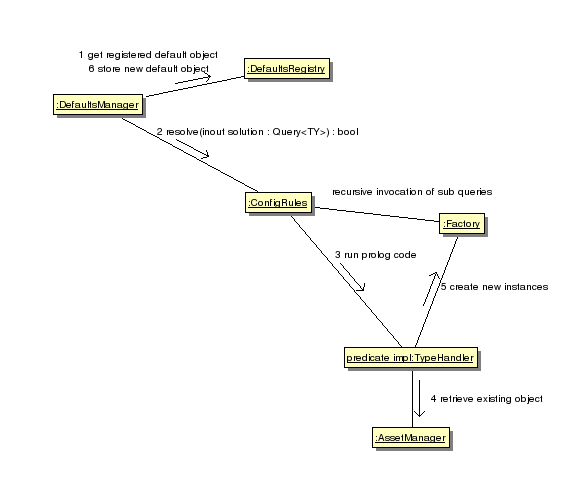 1 get registered default object
6 store new default object
:DefaultsRegistry
:DefaultsManager
2 resolve(inout solution : Query<TY>) : bool
recursive invocation of sub queries
:ConfigRules
:Factory
3 run prolog code
5 create new instances
predicate impl:TypeHandler
4 retrieve existing object
:AssetManager